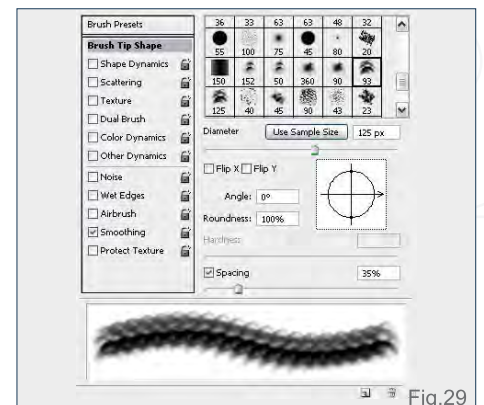 Brush Presets
Brush Tip Shape
Shape Dynamics
Scattering
Texture
Dual Brush
Color Dynamics
Other Dynamics
Noise
Wet Edges
Airbrush
Smoothing
Protect Texture
36 33 63 63 48 32
55 100 75 45 80 20
150 152 50 360 90 93
125 40 45 90 43 23
Diameter Use Sample Size 125 px
Flip X Flip Y
Angle: 0°
Roundness: 100%
Hardness
Spacing 35%
Fig.29